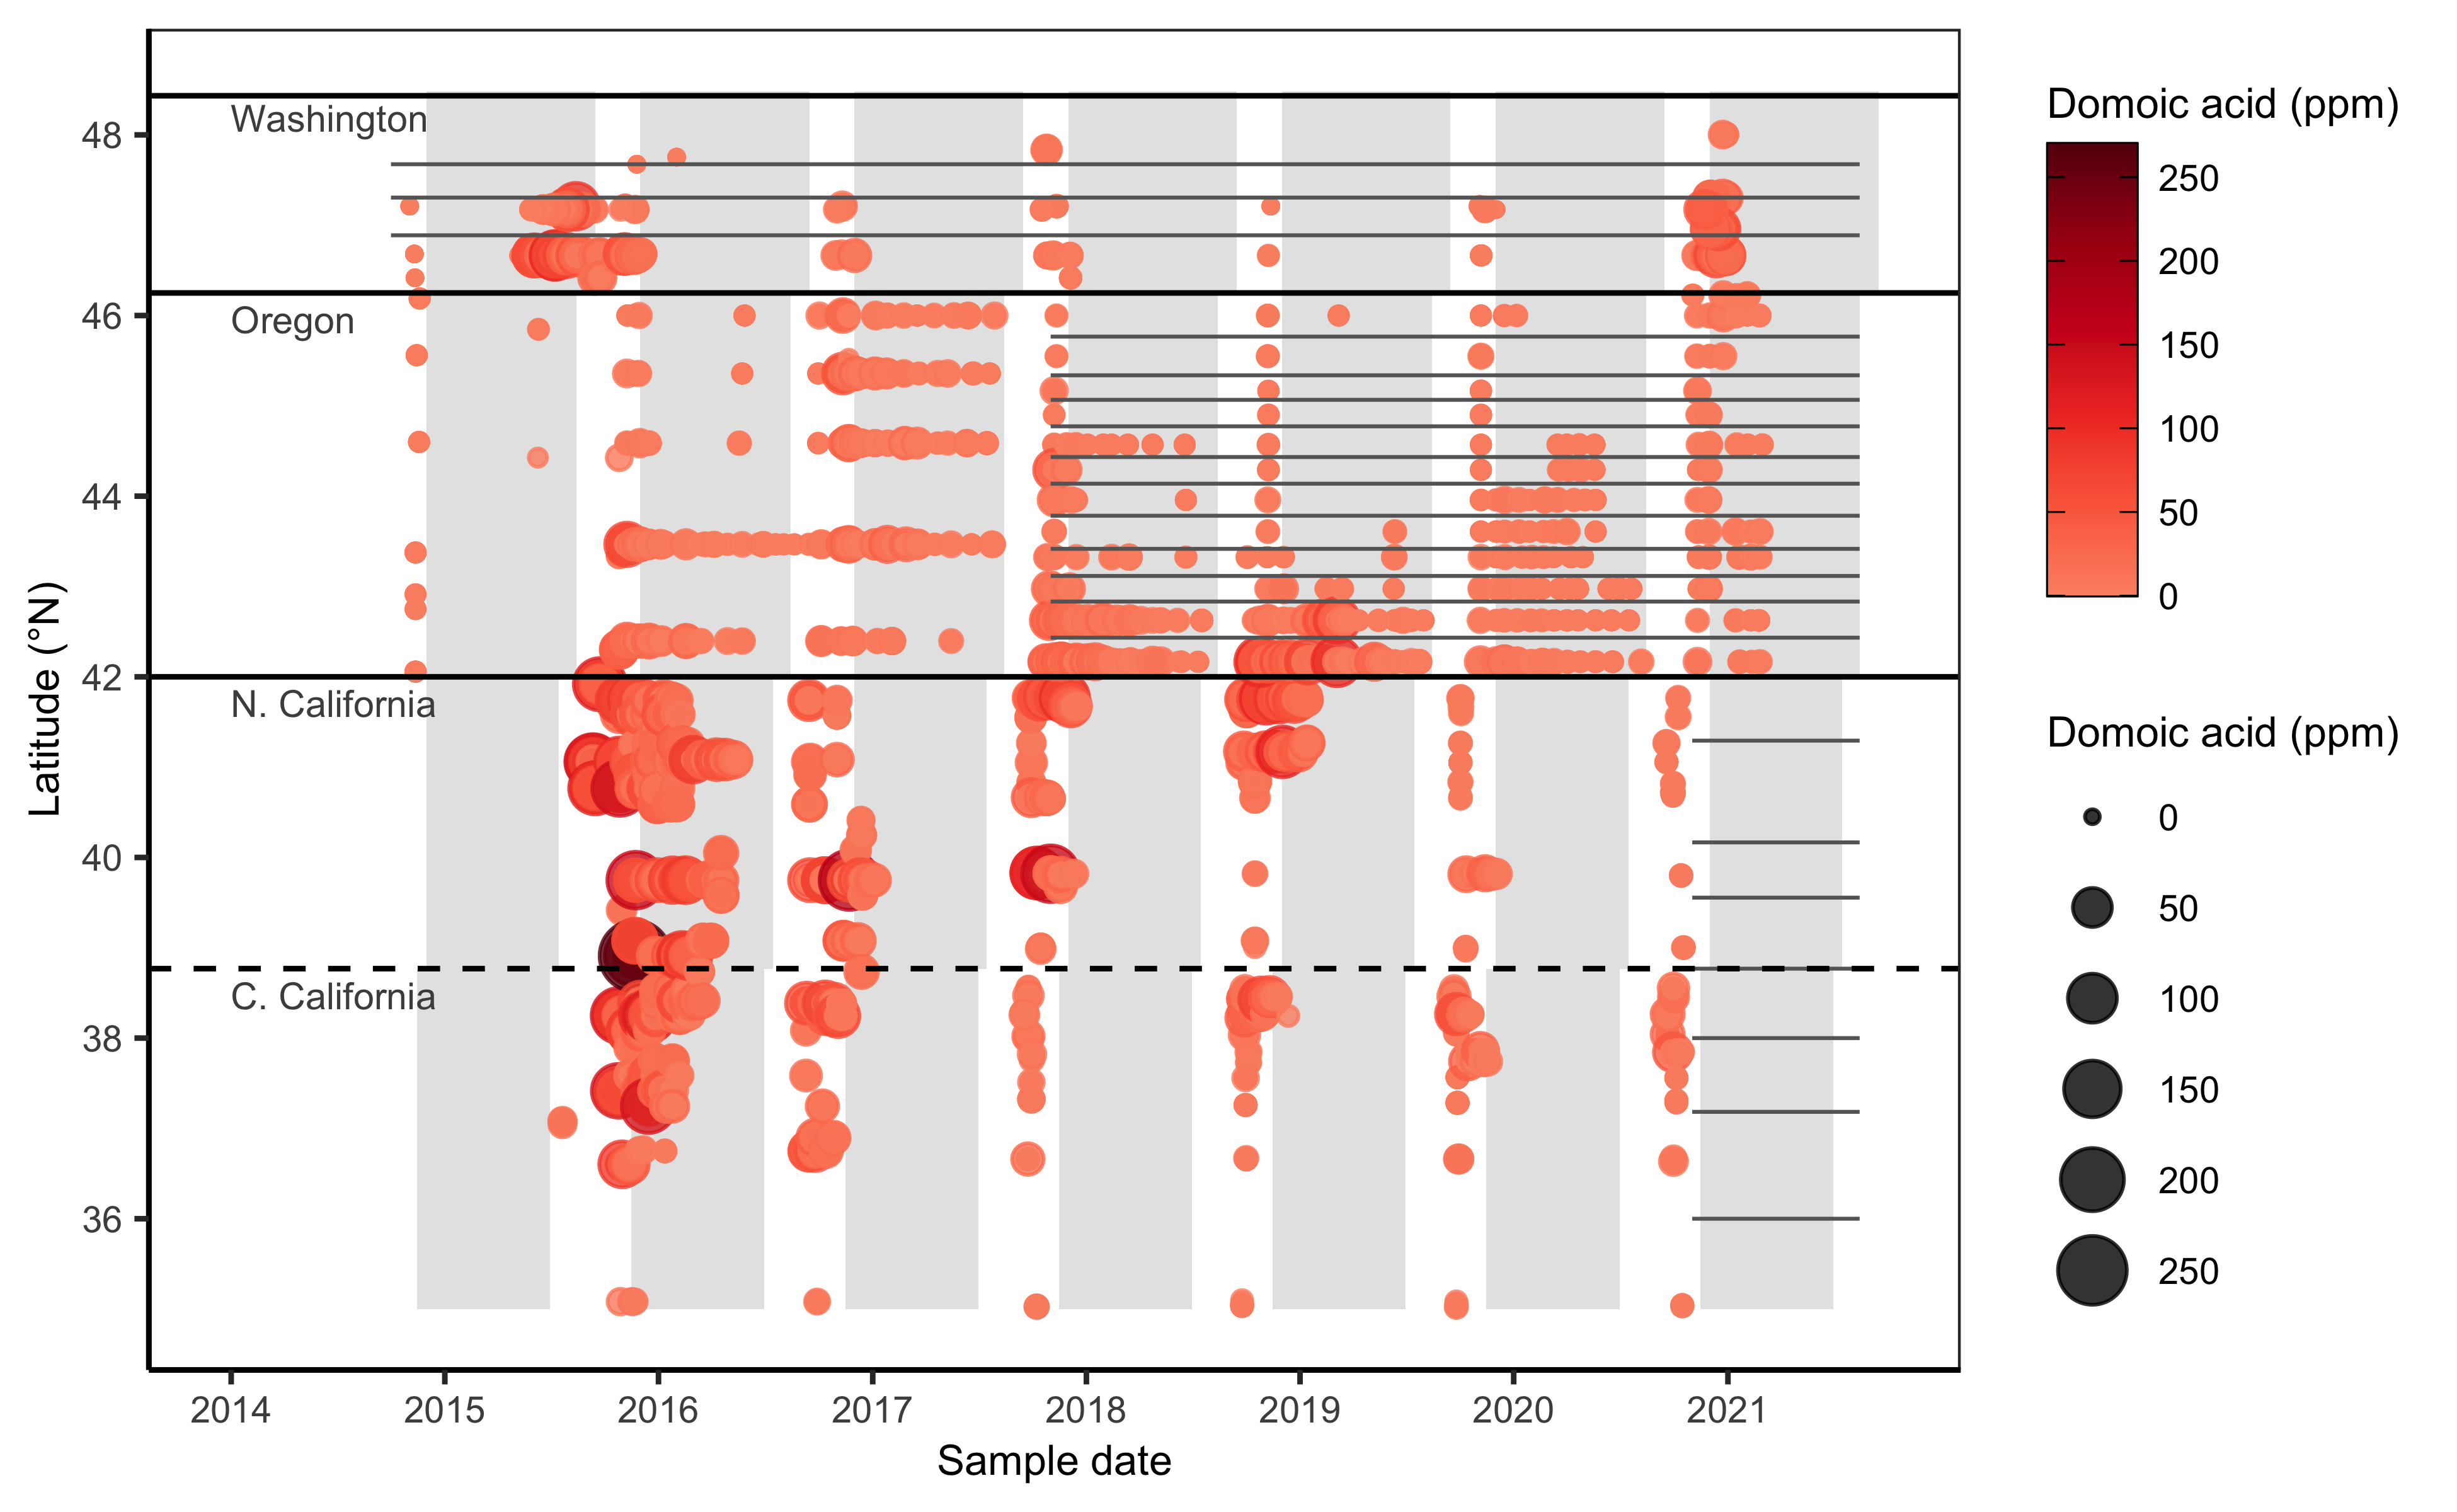 Washington
Oregon
N. California
C. California
48
46
44
42
40
38
36
Latitude (°N)
2014 2015 2016 2017 2018 2019 2020 2021
Sample date
Domoic acid (ppm)
250
200
150
100
50
0
Domoic acid (ppm)
0
50
100
150
200
250